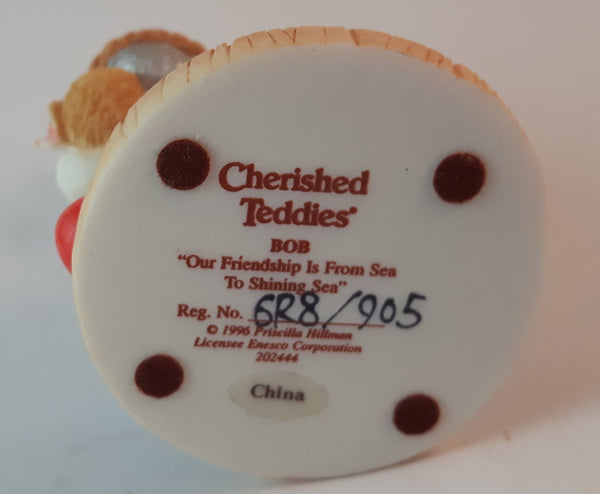 Cherished
Teddies®
BOB
"Our Friendship Is From Sea
To Shining Sea"
Reg. No. 6R8/905
© 1996 Priscilla Hillman
Licensee Enesco Corporation
202444
China